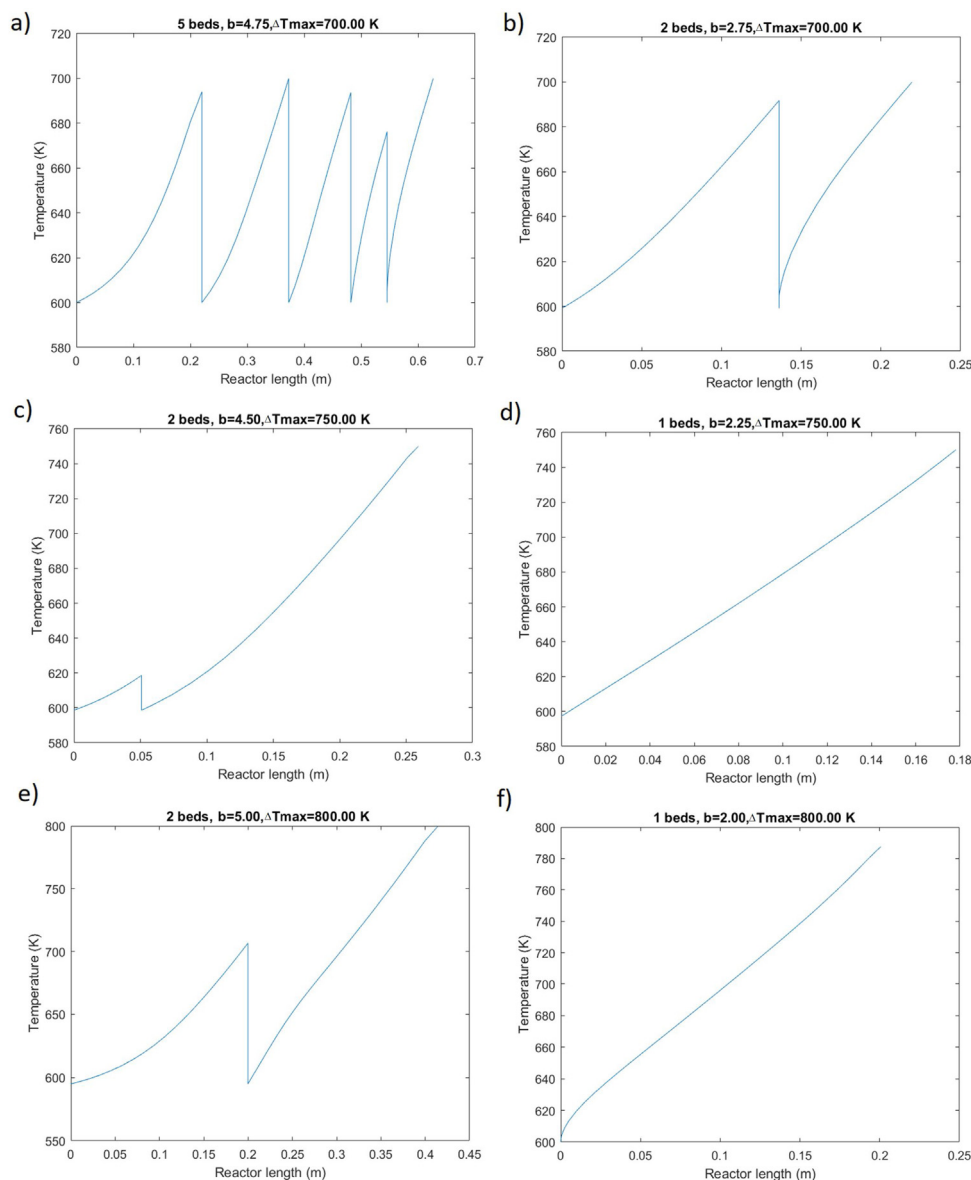 a)
5 beds, b=4.75,ΔTmax=700.00 K
Temperature (K)
720
700
680
660
640
620
600
580
0 0.1 0.2 0.3 0.4 0.5 0.6 0.7
Reactor length (m)
b)
2 beds, b=2.75,ΔTmax=700.00 K
Temperature (K)
720
700
680
660
640
620
600
580
0 0.05 0.1 0.15 0.2 0.25
Reactor length (m)
c)
2 beds, b=4.50,ΔTmax=750.00 K
Temperature (K)
760
740
720
700
680
660
640
620
600
580
0 0.05 0.1 0.15 0.2 0.25 0.3
Reactor length (m)
d)
1 beds, b=2.25,ΔTmax=750.00 K
Temperature (K)
760
740
720
700
680
660
640
620
600
580
0 0.02 0.04 0.06 0.08 0.1 0.12 0.14 0.16 0.18
Reactor length (m)
e)
2 beds, b=5.00,ΔTmax=800.00 K
Temperature (K)
800
750
700
650
600
550
0 0.05 0.1 0.15 0.2 0.25 0.3 0.35 0.4 0.45
Reactor length (m)
f)
1 beds, b=2.00,ΔTmax=800.00 K
Temperature (K)
800
780
760
740
720
700
680
660
640
620
600
0 0.05 0.1 0.15 0.2 0.25
Reactor length (m)